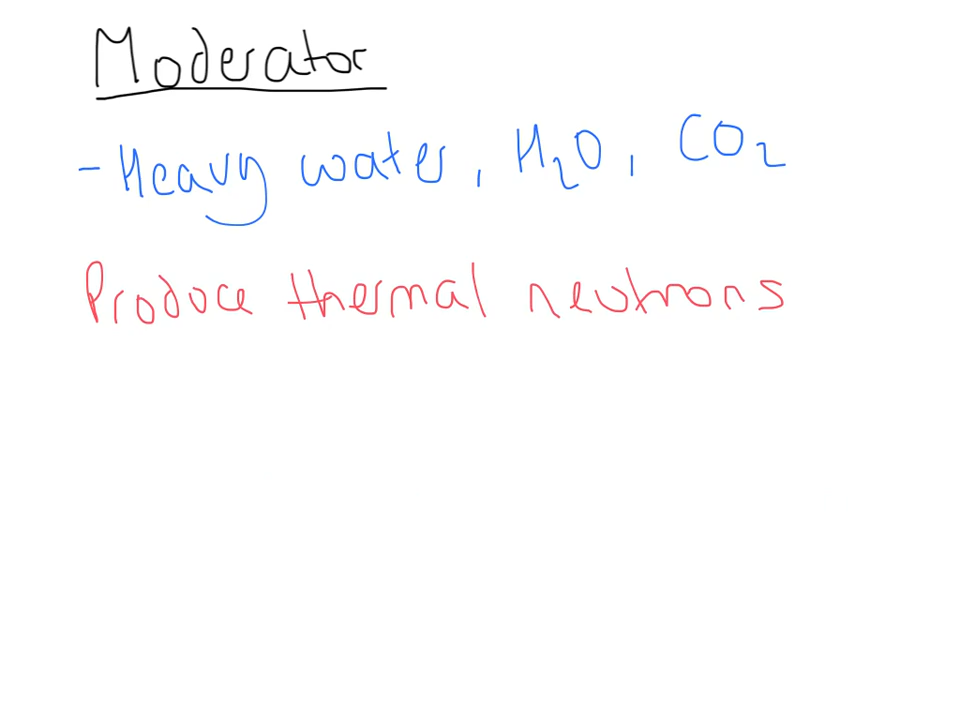 Moderator
- Heavy water, H₂O, CO₂
Produce thermal neutrons